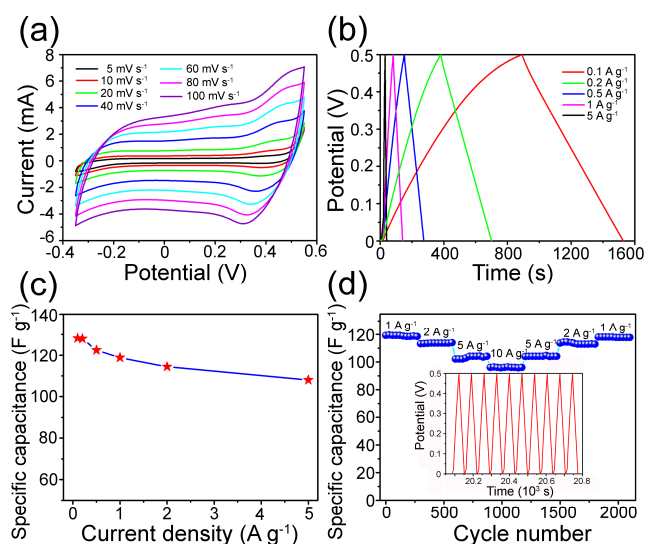 (a)
8
6
4
2
0
-2
-4
-6
Current (mA)
5 mV s-1
10 mV s-1
20 mV s-1
40 mV s-1
60 mV s-1
80 mV s-1
100 mV s-1
-0.4 -0.2 0.0 0.2 0.4 0.6
Potential (V)
(b)
0.5
0.4
0.3
0.2
0.1
0.0
Potential (V)
0.1 A g-1
0.2 A g-1
0.5 A g-1
1 A g-1
5 A g-1
0 400 800 1200 1600
Time (s)
(c)
140
120
100
80
60
Specific capacitance (F g-1)
0 1 2 3 4 5
Current density (A g-1)
(d)
120
100
80
60
40
20
0
Specific capacitance (F g-1)
1 A g-1
2 A g-1
5 A g-1
10 A g-1
5 A g-1
2 A g-1
1 A g-1
0.5
0.4
0.3
0.2
0.1
0
Potential (V)
20.2 20.4 20.6 20.8
Time (10³ s)
0 500 1000 1500 2000
Cycle number